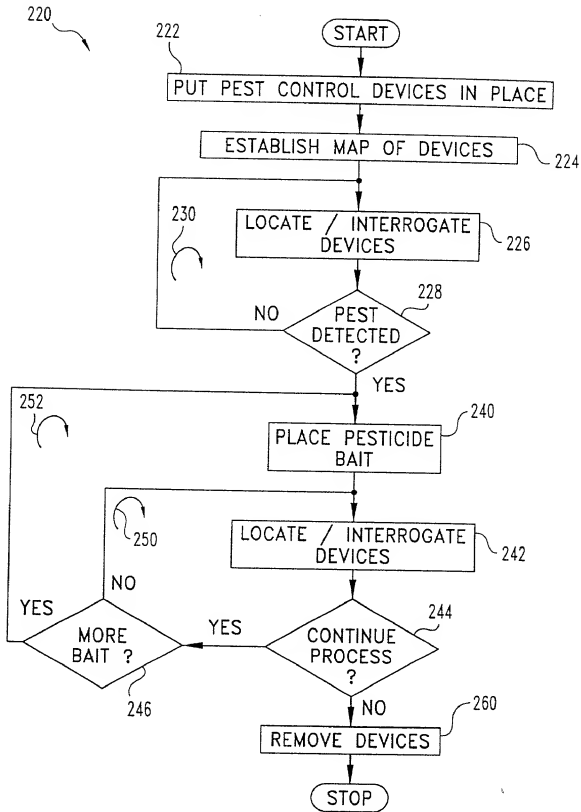 220
START
222
PUT PEST CONTROL DEVICES IN PLACE
ESTABLISH MAP OF DEVICES
224
230
LOCATE / INTERROGATE
DEVICES
226
228
NO
PEST
DETECTED
?
YES
252
240
PLACE PESTICIDE
BAIT
250
LOCATE / INTERROGATE
DEVICES
242
NO
YES
244
MORE
BAIT ?
YES
CONTINUE
PROCESS
?
246
NO
260
REMOVE DEVICES
STOP